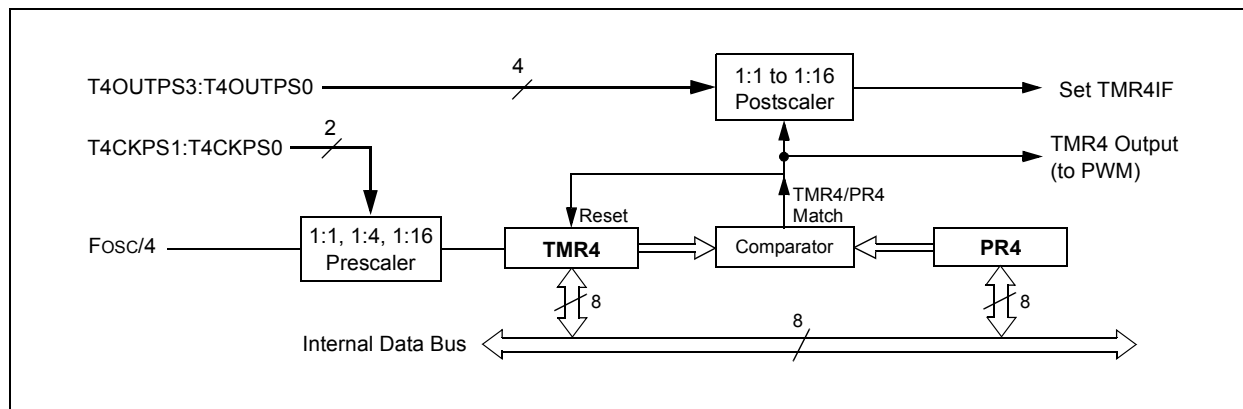 T4OUTPS3:T4OUTPS0
4
1:1 to 1:16
Postscaler
Set TMR4IF
T4CKPS1:T4CKPS0
2
TMR4 Output
(to PWM)
TMR4/PR4
Match
Reset
FOSC/4
1:1, 1:4, 1:16
Prescaler
TMR4
Comparator
PR4
8
8
Internal Data Bus
8